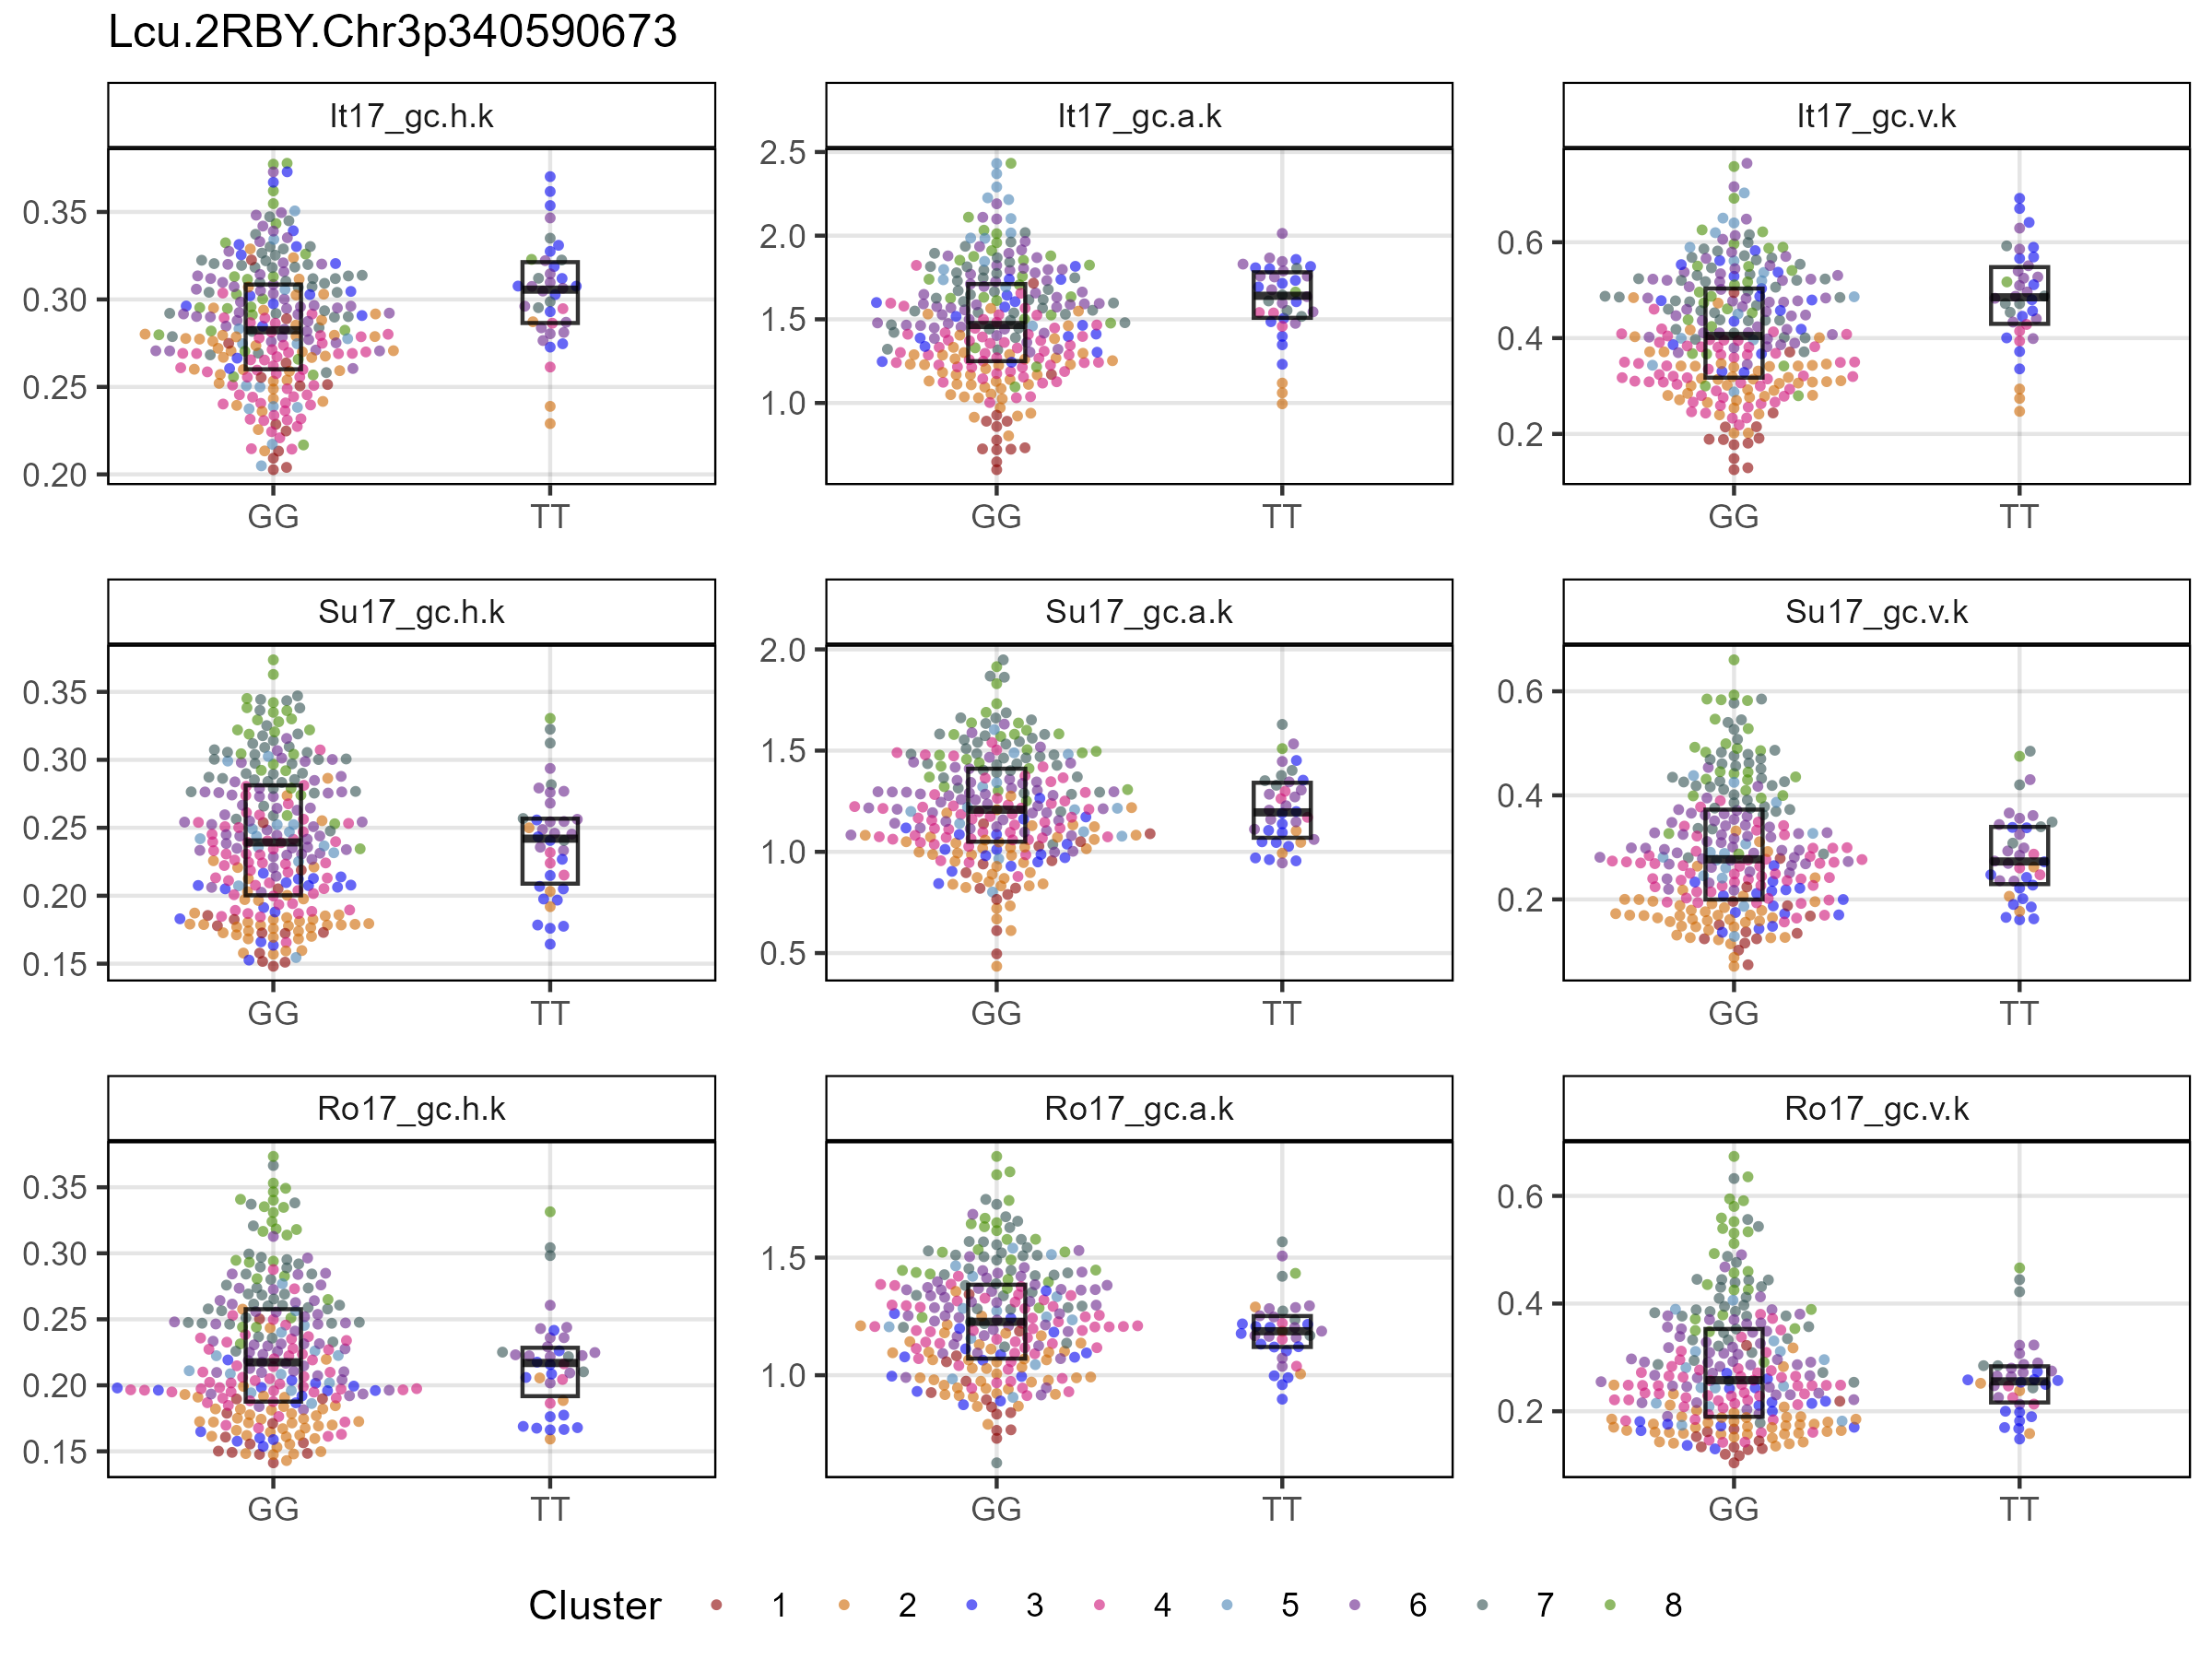 Lcu.2RBY.Chr3p340590673
It17_gc.h.k
It17_gc.a.k
It17_gc.v.k
0.35
0.30
0.25
0.20
GG
TT
2.5
2.0
1.5
1.0
GG
TT
0.6
0.4
0.2
GG
TT
Su17_gc.h.k
Su17_gc.a.k
Su17_gc.v.k
0.35
0.30
0.25
0.20
0.15
GG
TT
2.0
1.5
1.0
0.5
GG
TT
0.6
0.4
0.2
GG
TT
Ro17_gc.h.k
Ro17_gc.a.k
Ro17_gc.v.k
0.35
0.30
0.25
0.20
0.15
GG
TT
1.5
1.0
GG
TT
0.6
0.4
0.2
GG
TT
Cluster 1 2 3 4 5 6 7 8